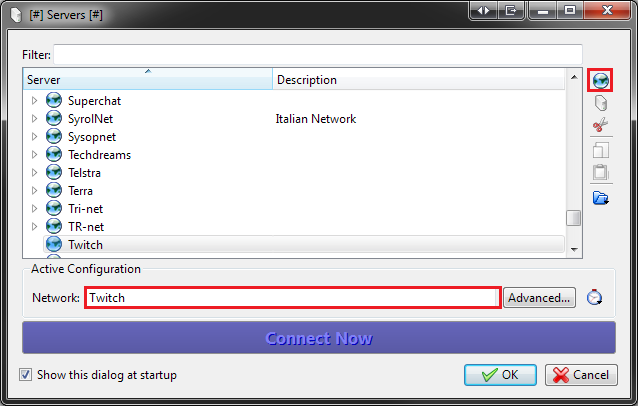 [#] Servers [#]
Filter:
Server Description
Superchat
SyrolNet Italian Network
Sysopnet
Techdreams
Telstra
Terra
Tri-net
TR-net
Twitch
Active Configuration
Network: Twitch Advanced...
Connect Now
Show this dialog at startup OK Cancel